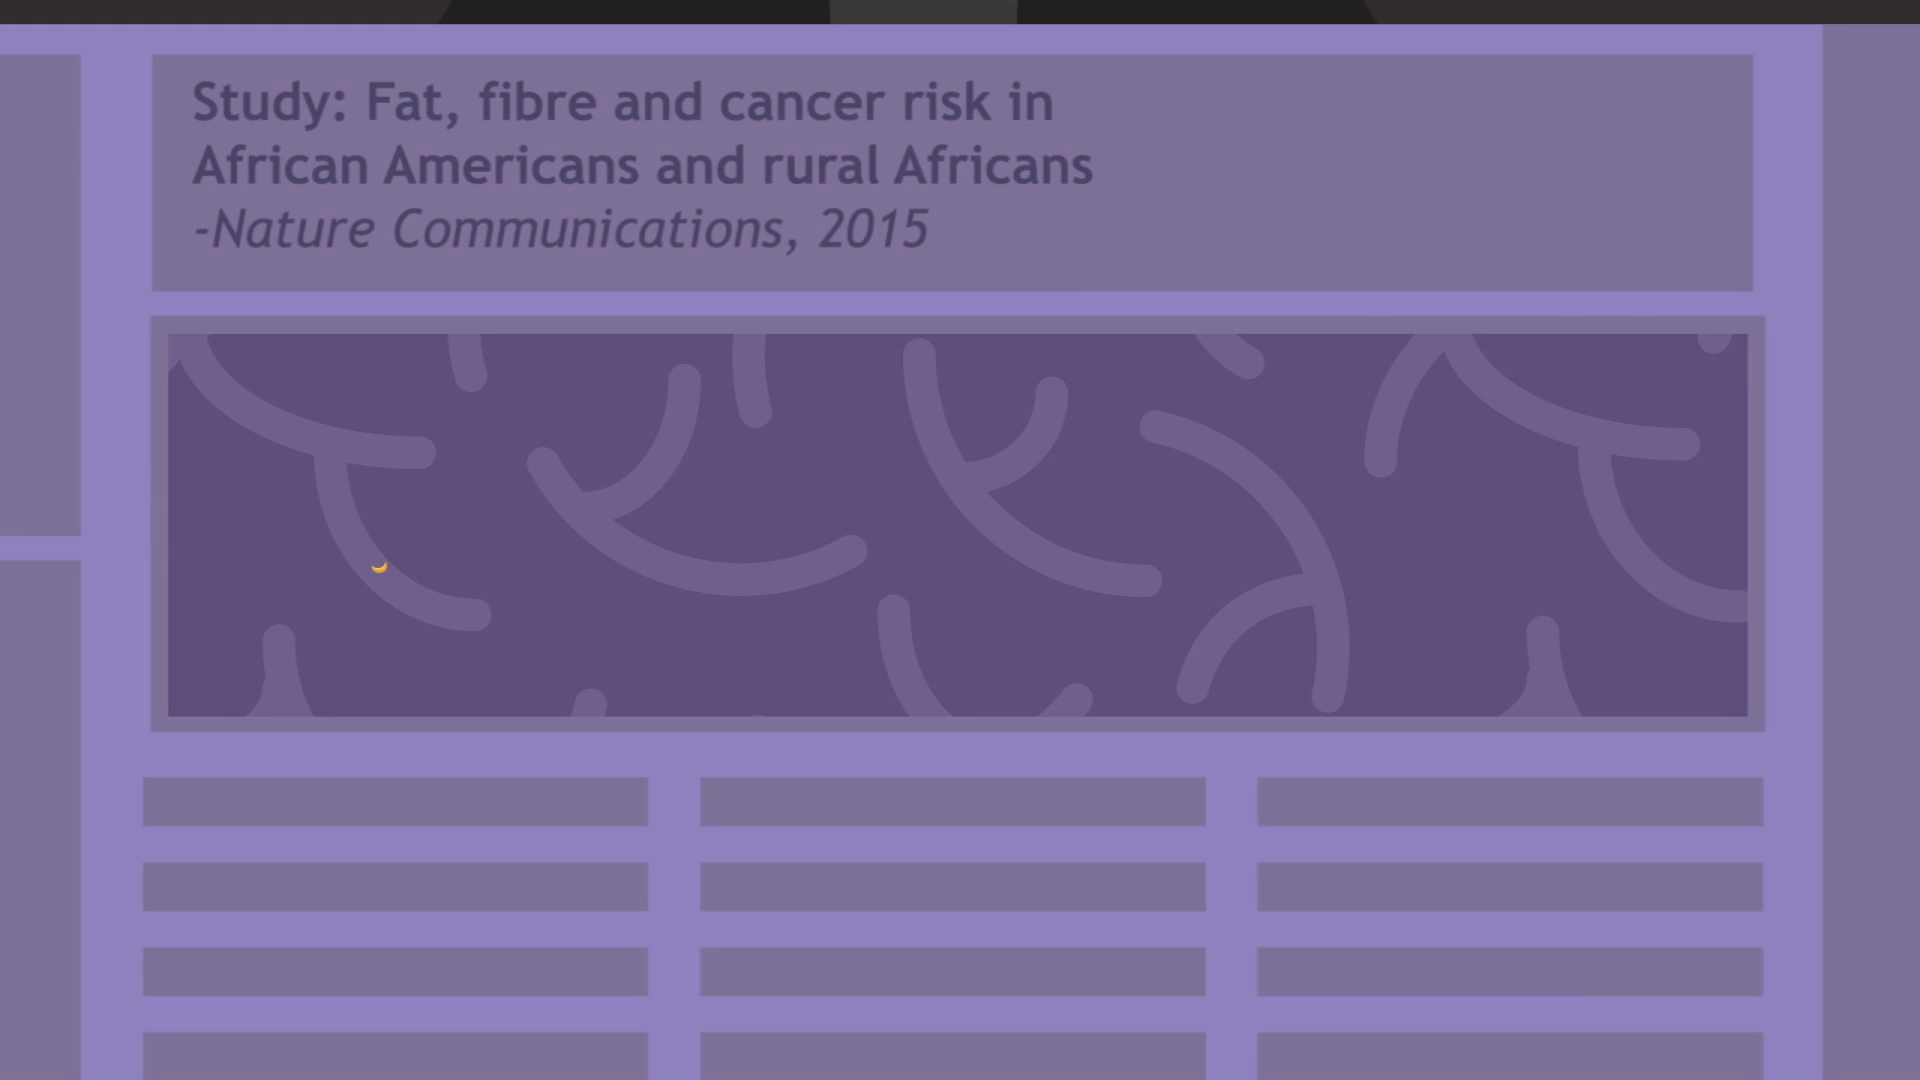 Study: Fat, fibre and cancer risk in
African Americans and rural Africans
-Nature Communications, 2015